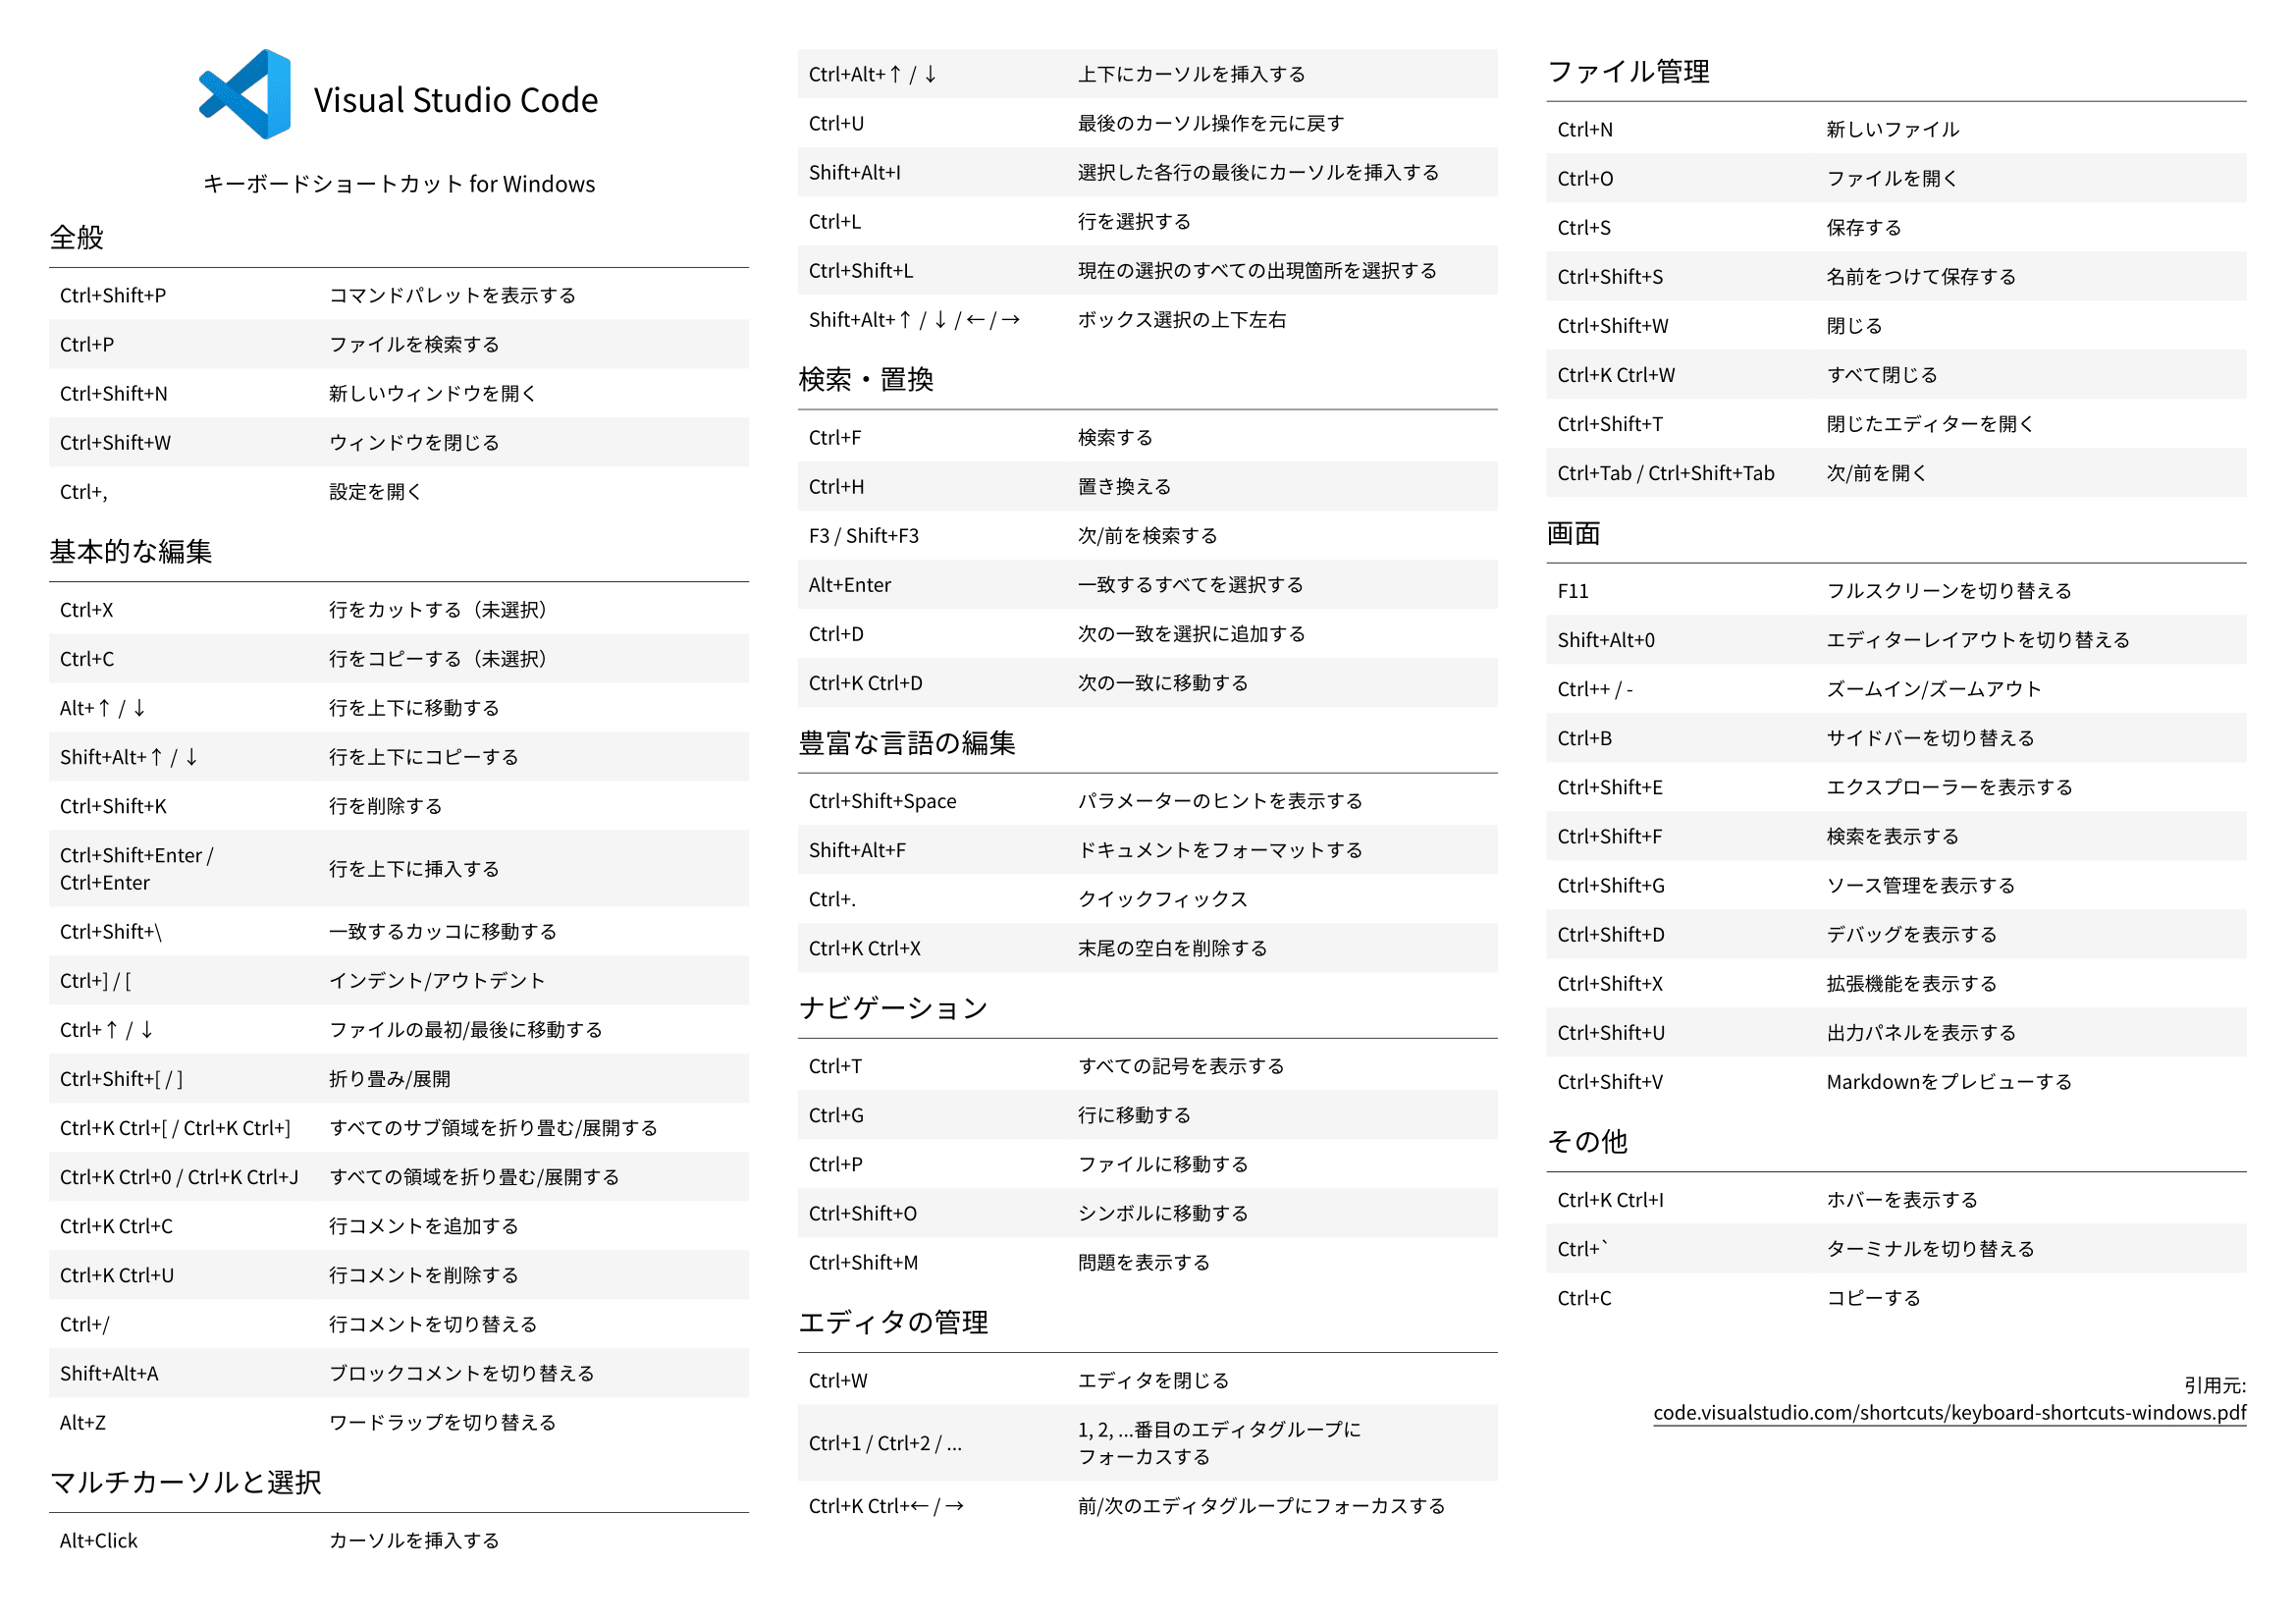 Visual Studio Code
キーボードショートカット for Windows
全般
Ctrl+Shift+P コマンドパレットを表示する
Ctrl+P ファイルを検索する
Ctrl+Shift+N 新しいウィンドウを開く
Ctrl+Shift+W ウィンドウを閉じる
Ctrl+, 設定を開く
基本的な編集
Ctrl+X 行をカットする（未選択）
Ctrl+C 行をコピーする（未選択）
Alt+↑ / ↓ 行を上下に移動する
Shift+Alt+↑ / ↓ 行を上下にコピーする
Ctrl+Shift+K 行を削除する
Ctrl+Shift+Enter /
Ctrl+Enter 行を上下に挿入する
Ctrl+Shift+\ 一致するカッコに移動する
Ctrl+] / [ インデント/アウトデント
Ctrl+↑ / ↓ ファイルの最初/最後に移動する
Ctrl+Shift+[ / ] 折り畳み/展開
Ctrl+K Ctrl+[ / Ctrl+K Ctrl+] すべてのサブ領域を折り畳む/展開する
Ctrl+K Ctrl+0 / Ctrl+K Ctrl+J すべての領域を折り畳む/展開する
Ctrl+K Ctrl+C 行コメントを追加する
Ctrl+K Ctrl+U 行コメントを削除する
Ctrl+/ 行コメントを切り替える
Shift+Alt+A ブロックコメントを切り替える
Alt+Z ワードラップを切り替える
マルチカーソルと選択
Alt+Click カーソルを挿入する
Ctrl+Alt+↑ / ↓ 上下にカーソルを挿入する
Ctrl+U 最後のカーソル操作を元に戻す
Shift+Alt+I 選択した各行の最後にカーソルを挿入する
Ctrl+L 行を選択する
Ctrl+Shift+L 現在の選択のすべての出現箇所を選択する
Shift+Alt+↑ / ↓ / ← / → ボックス選択の上下左右
検索・置換
Ctrl+F 検索する
Ctrl+H 置き換える
F3 / Shift+F3 次/前を検索する
Alt+Enter 一致するすべてを選択する
Ctrl+D 次の一致を選択に追加する
Ctrl+K Ctrl+D 次の一致に移動する
豊富な言語の編集
Ctrl+Shift+Space パラメーターのヒントを表示する
Shift+Alt+F ドキュメントをフォーマットする
Ctrl+. クイックフィックス
Ctrl+K Ctrl+X 末尾の空白を削除する
ナビゲーション
Ctrl+T すべての記号を表示する
Ctrl+G 行に移動する
Ctrl+P ファイルに移動する
Ctrl+Shift+O シンボルに移動する
Ctrl+Shift+M 問題を表示する
エディタの管理
Ctrl+W エディタを閉じる
Ctrl+1 / Ctrl+2 / ... 1, 2, ...番目のエディタグループに
フォーカスする
Ctrl+K Ctrl+← / → 前/次のエディタグループにフォーカスする
ファイル管理
Ctrl+N 新しいファイル
Ctrl+O ファイルを開く
Ctrl+S 保存する
Ctrl+Shift+S 名前をつけて保存する
Ctrl+Shift+W 閉じる
Ctrl+K Ctrl+W すべて閉じる
Ctrl+Shift+T 閉じたエディターを開く
Ctrl+Tab / Ctrl+Shift+Tab 次/前を開く
画面
F11 フルスクリーンを切り替える
Shift+Alt+0 エディターレイアウトを切り替える
Ctrl++ / - ズームイン/ズームアウト
Ctrl+B サイドバーを切り替える
Ctrl+Shift+E エクスプローラーを表示する
Ctrl+Shift+F 検索を表示する
Ctrl+Shift+G ソース管理を表示する
Ctrl+Shift+D デバッグを表示する
Ctrl+Shift+X 拡張機能を表示する
Ctrl+Shift+U 出力パネルを表示する
Ctrl+Shift+V Markdownをプレビューする
その他
Ctrl+K Ctrl+I ホバーを表示する
Ctrl+` ターミナルを切り替える
Ctrl+C コピーする
引用元:
code.visualstudio.com/shortcuts/keyboard-shortcuts-windows.pdf